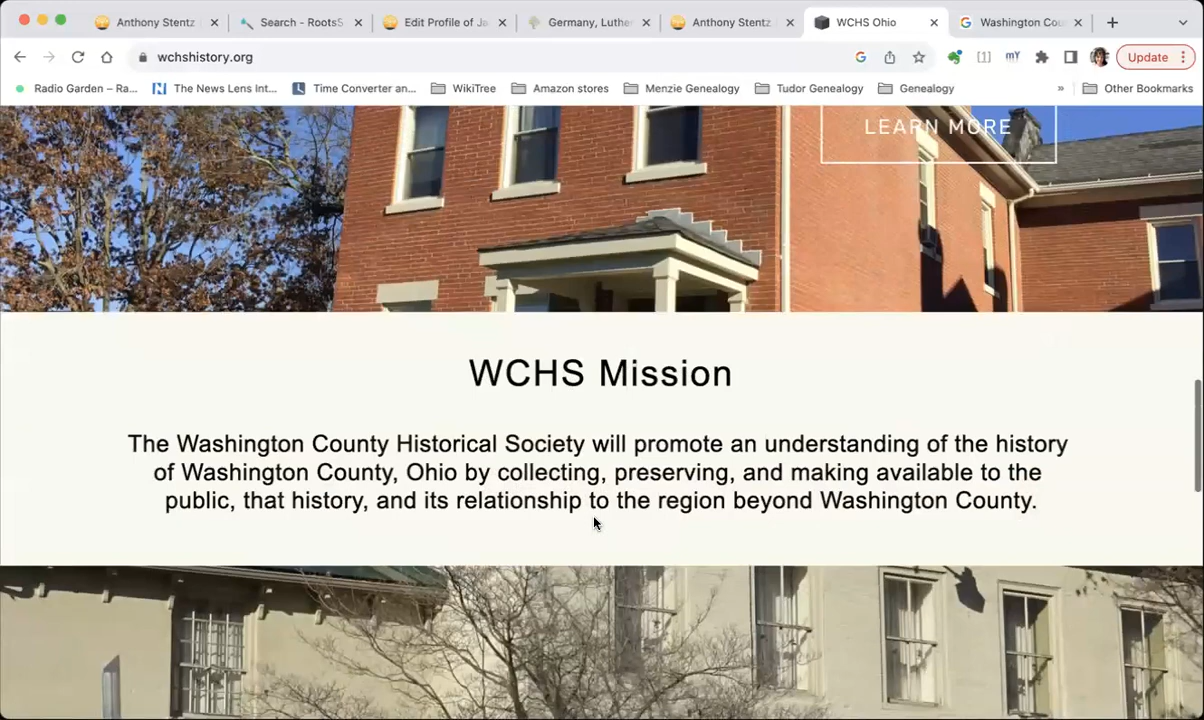 Anthony Stentz
Search - RootsS
Edit Profile of Ja
Germany, Luthe
Anthony Stentz
WCHS Ohio
Washington Cou
wchshistory.org
[1]
mY
Update
Radio Garden – Ra...
The News Lens Int...
Time Converter an...
WikiTree
Amazon stores
Menzie Genealogy
Tudor Genealogy
Genealogy
»
Other Bookmarks
LEARN MORE
WCHS Mission
The Washington County Historical Society will promote an understanding of the history
of Washington County, Ohio by collecting, preserving, and making available to the
public, that history, and its relationship to the region beyond Washington County.